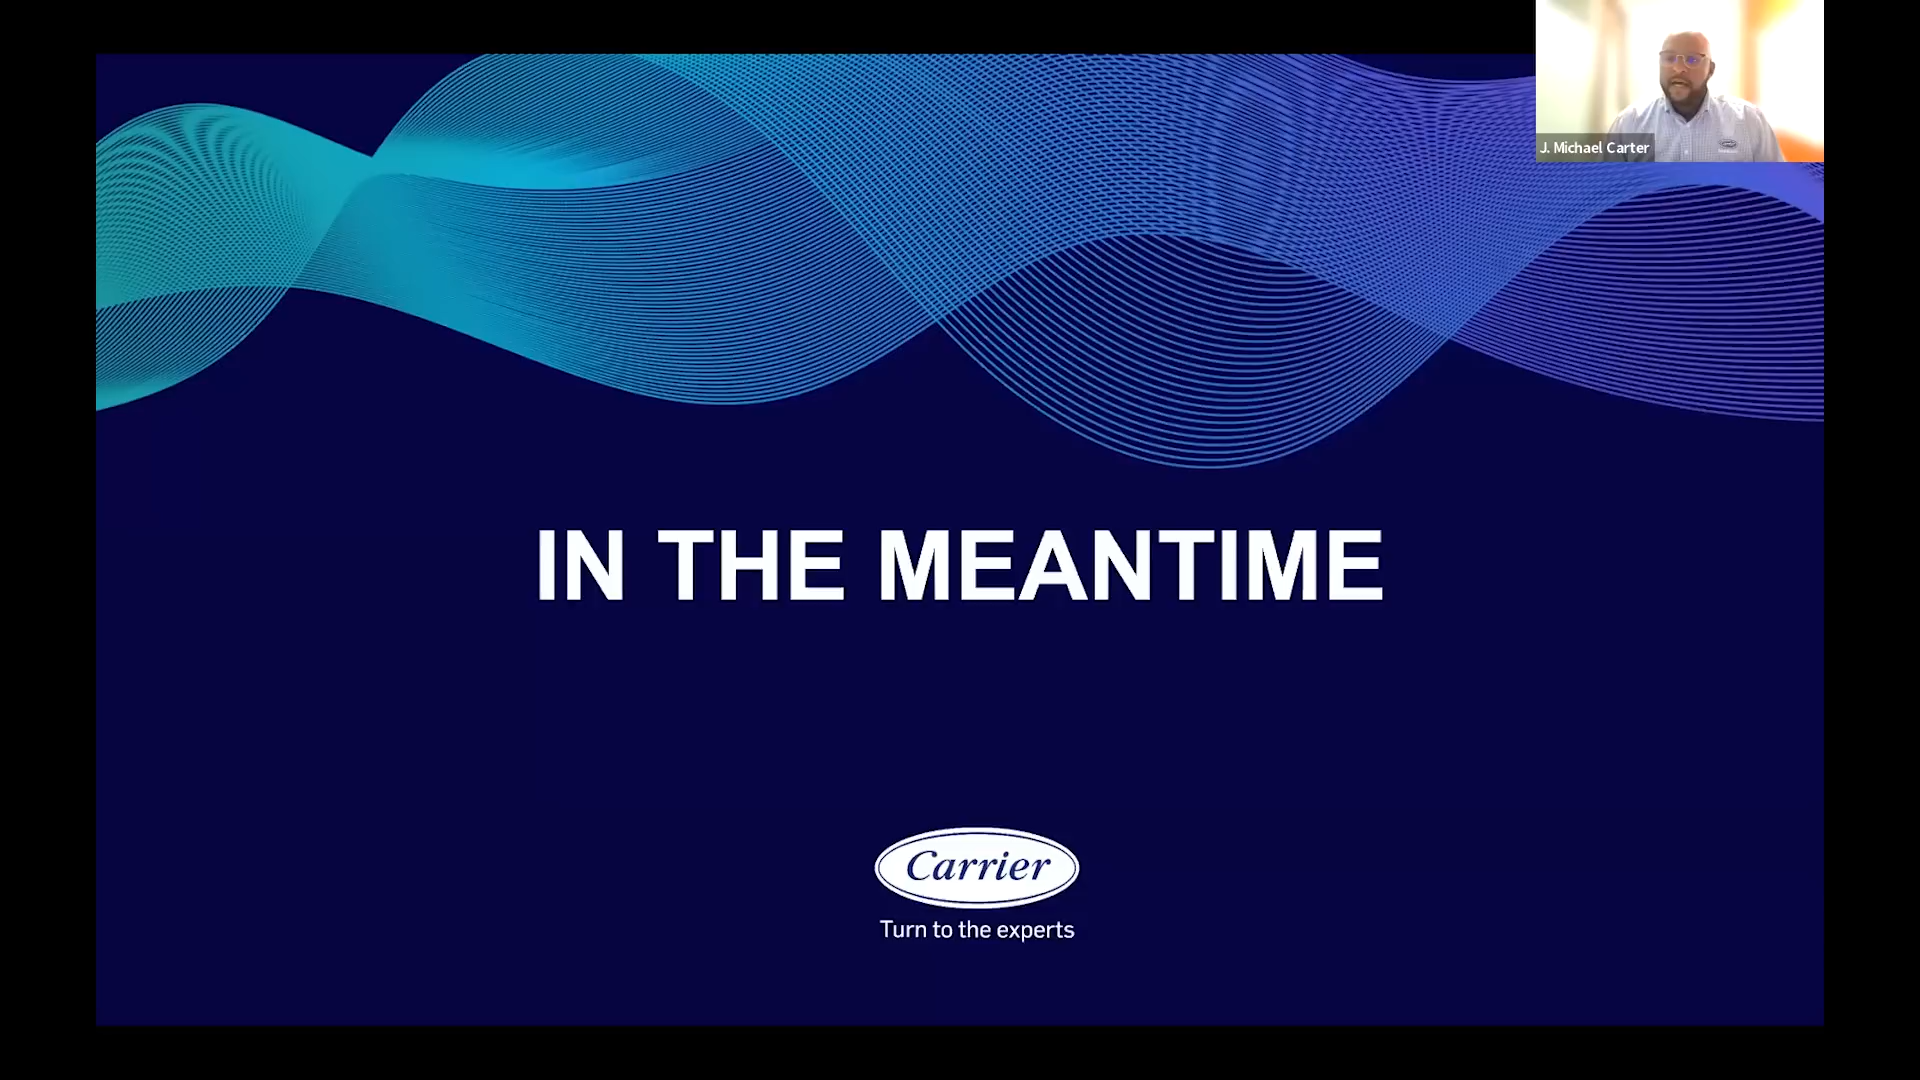 J. Michael Carter
IN THE MEANTIME
Carrier
Turn to the experts